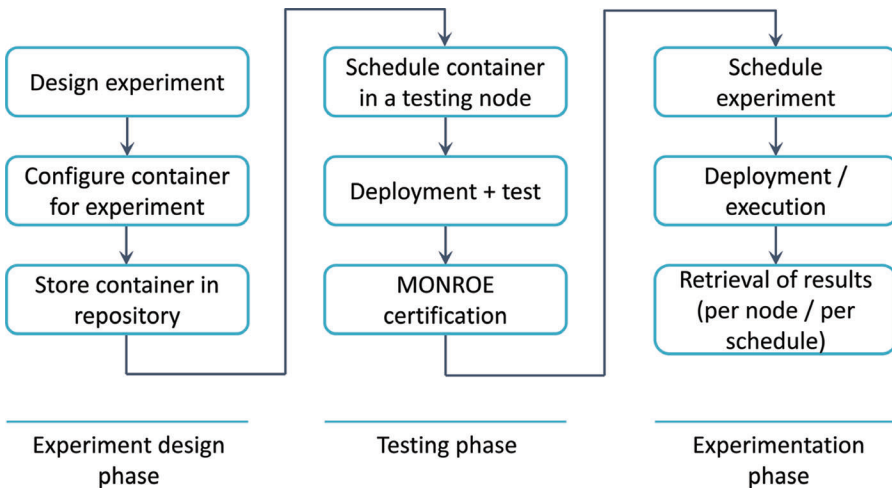 Design experiment
Configure container
for experiment
Store container in
repository
Experiment design
phase
Schedule container
in a testing node
Deployment + test
MONROE
certification
Testing phase
Schedule
experiment
Deployment /
execution
Retrieval of results
(per node / per
schedule)
Experimentation
phase